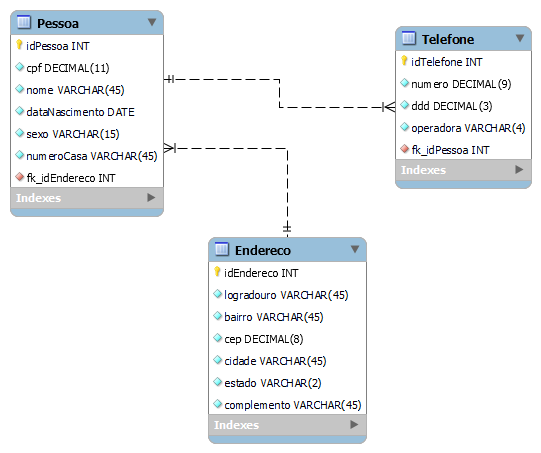 Pessoa
idPessoa INT
cpf DECIMAL(11)
nome VARCHAR(45)
dataNascimento DATE
sexo VARCHAR(15)
numeroCasa VARCHAR(45)
fk_idEndereco INT
Indexes
Telefone
idTelefone INT
numero DECIMAL(9)
ddd DECIMAL(3)
operadora VARCHAR(4)
fk_idPessoa INT
Indexes
Endereco
idEndereco INT
logradouro VARCHAR(45)
bairro VARCHAR(45)
cep DECIMAL(8)
cidade VARCHAR(45)
estado VARCHAR(2)
complemento VARCHAR(45)
Indexes